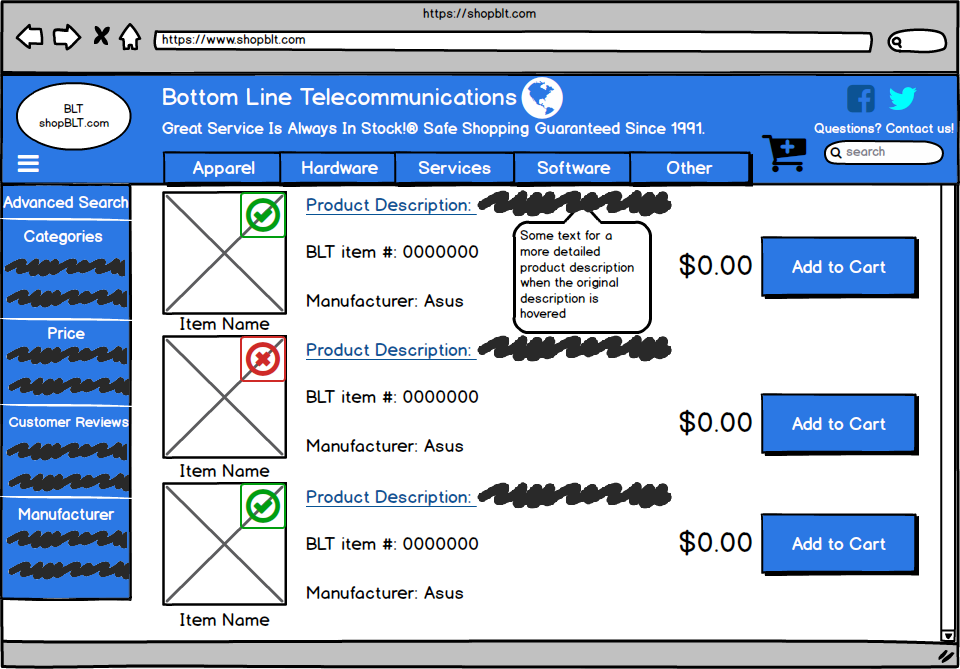 https://shopblt.com
https://www.shopblt.com
BLT
shopBLT.com
Bottom Line Telecommunications
Great Service Is Always In Stock!® Safe Shopping Guaranteed Since 1991.
Questions? Contact us!
search
Apparel
Hardware
Services
Software
Other
Advanced Search
Categories
Price
Customer Reviews
Manufacturer
Product Description:
Some text for a
more detailed
product description
when the original
description is
hovered
BLT item #: 0000000
Manufacturer: Asus
Item Name
$0.00
Add to Cart
Product Description:
BLT item #: 0000000
Manufacturer: Asus
Item Name
$0.00
Add to Cart
Product Description:
BLT item #: 0000000
Manufacturer: Asus
Item Name
$0.00
Add to Cart